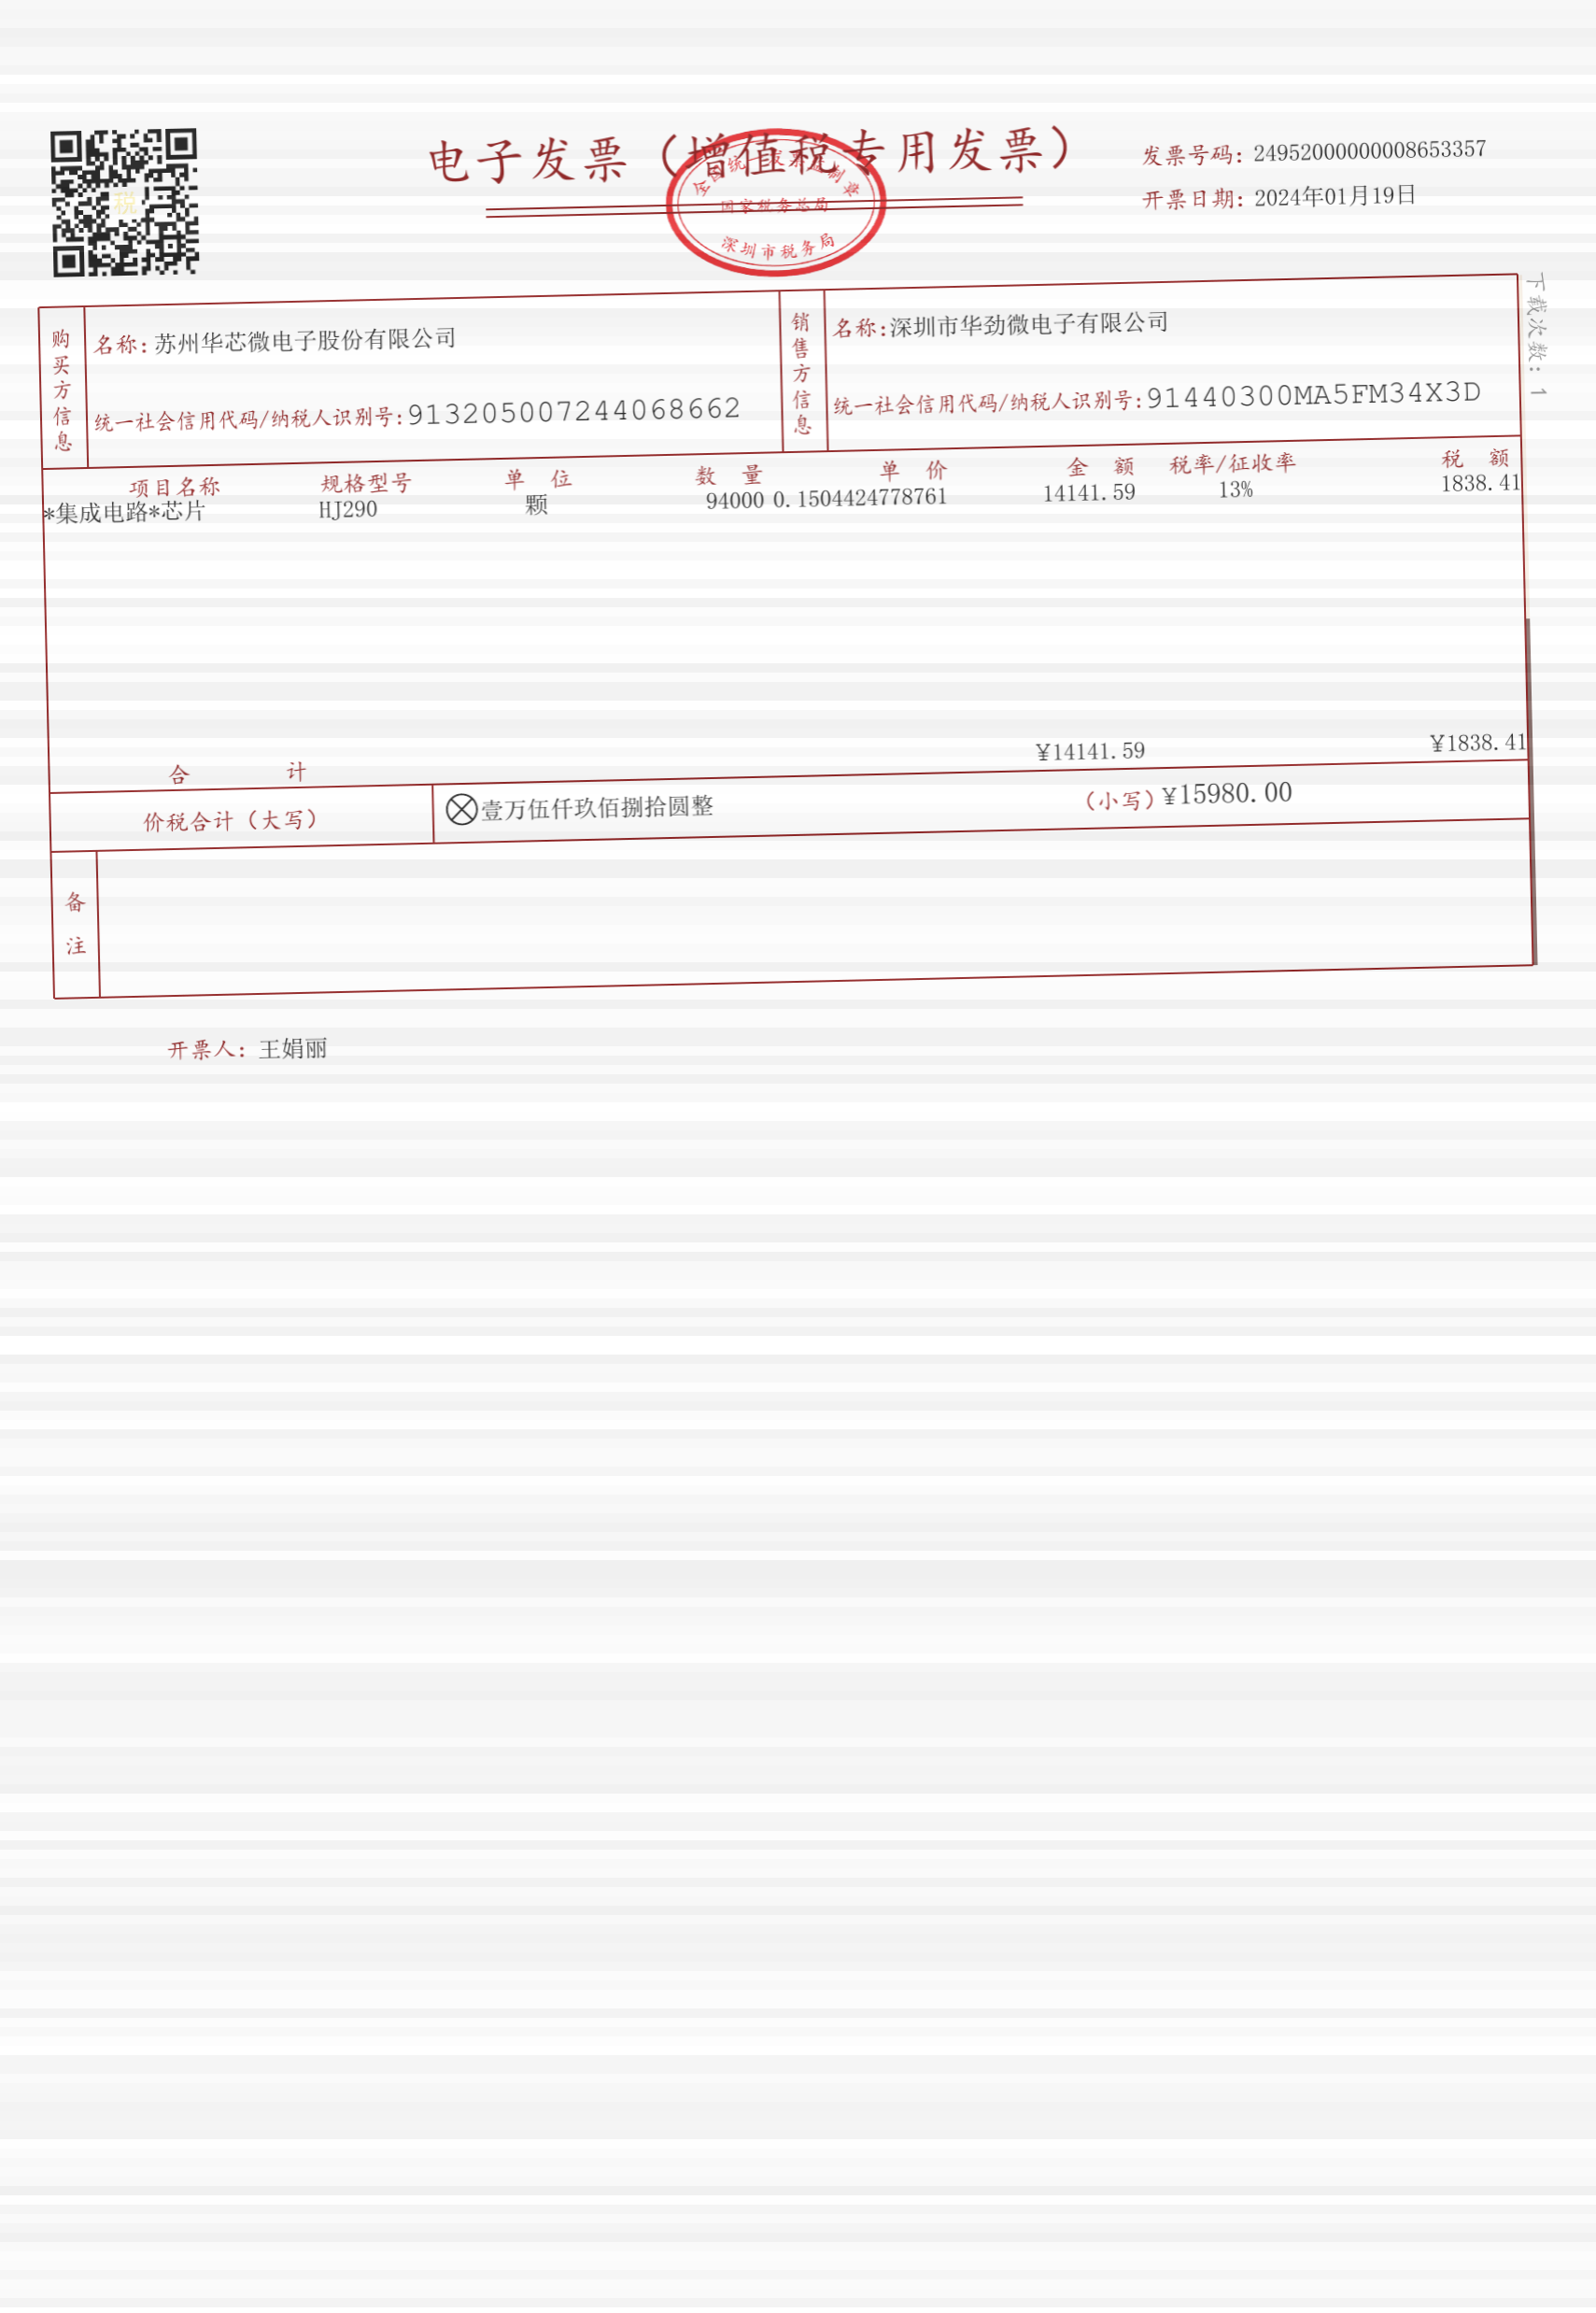 电子发票（增值税专用发票）
全国统一发票监制章
国家税务总局
深圳市税务局
税
发票号码：24952000000008653357
开票日期：2024年01月19日
下载次数：1
购买方信息
名称：苏州华芯微电子股份有限公司
统一社会信用代码/纳税人识别号：913205007244068662
销售方信息
名称：深圳市华劲微电子有限公司
统一社会信用代码/纳税人识别号：91440300MA5FM34X3D
项目名称 规格型号 单 位 数 量 单 价 金 额 税率/征收率 税 额
*集成电路*芯片 HJ290 颗 94000 0.1504424778761 14141.59 13% 1838.41
合 计 ¥14141.59 ¥1838.41
价税合计（大写） ⊗壹万伍仟玖佰捌拾圆整 （小写）¥15980.00
备注
开票人：王娟丽